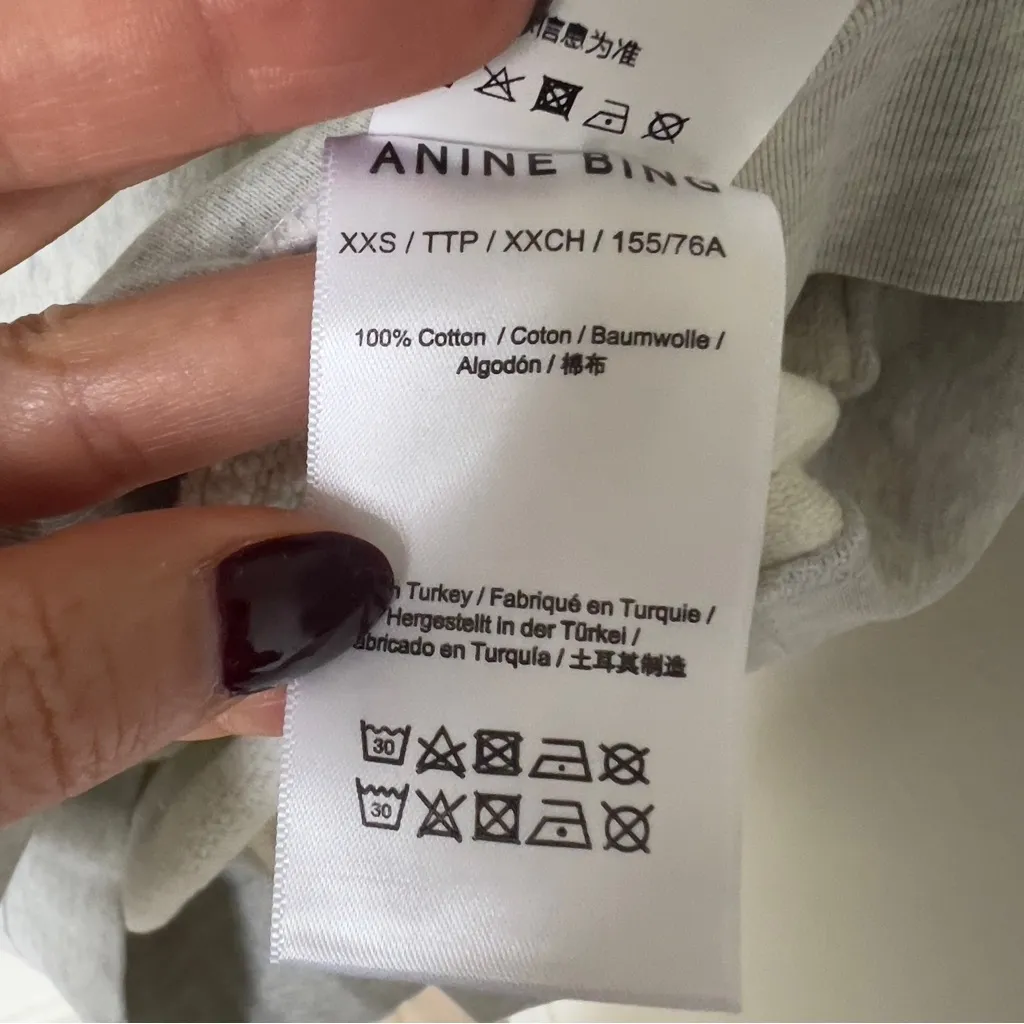 信息为准
ANINE BING
XXS / TTP / XXCH / 155/76A
100% Cotton / Coton / Baumwolle /
Algodón / 棉布
Turkey / Fabriqué en Turquie /
Hergestellt in der Türkei /
abricado en Turquía / 土耳其制造
30
30